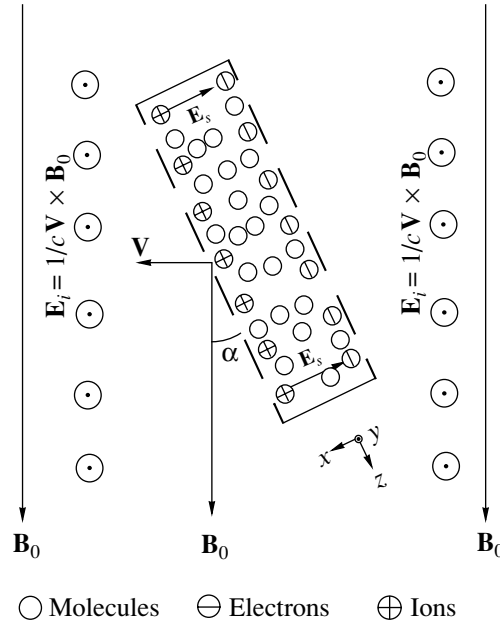 E_s
E_i = 1/c V × B_0
E_i = 1/c V × B_0
V
α
E_s
x
y
z
B_0
B_0
B_0
Molecules
Electrons
Ions